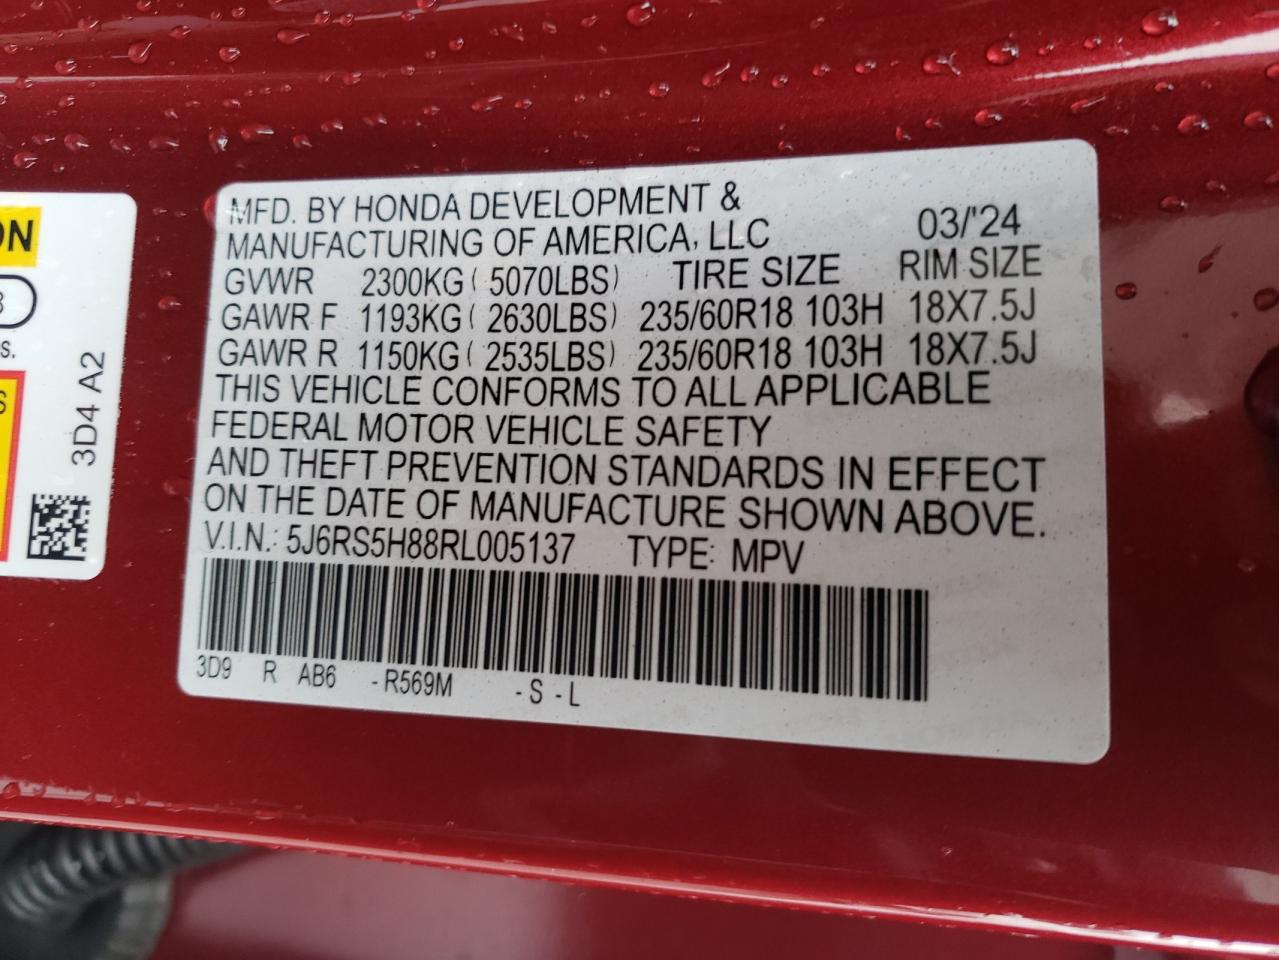 MFD. BY HONDA DEVELOPMENT &
MANUFACTURING OF AMERICA, LLC 03/'24
GVWR 2300KG ( 5070LBS) TIRE SIZE RIM SIZE
GAWR F 1193KG ( 2630LBS) 235/60R18 103H 18X7.5J
GAWR R 1150KG ( 2535LBS) 235/60R18 103H 18X7.5J
THIS VEHICLE CONFORMS TO ALL APPLICABLE
FEDERAL MOTOR VEHICLE SAFETY
AND THEFT PREVENTION STANDARDS IN EFFECT
ON THE DATE OF MANUFACTURE SHOWN ABOVE.
V.I.N.: 5J6RS5H88RL005137 TYPE: MPV
3D9 R AB6 -R569M -S -L
3D4 A2